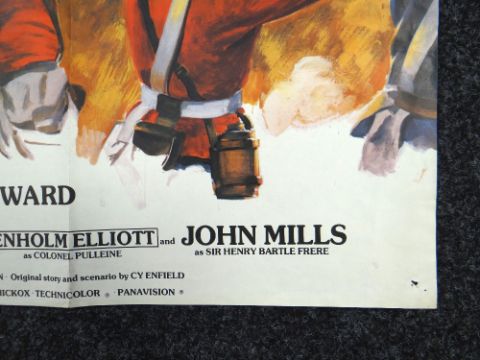 WARD
ENHOLM ELLIOTT and JOHN MILLS
as COLONEL PULLEINE as SIR HENRY BARTLE FRERE
N · Original story and scenario by CY ENFIELD
HICKOX · TECHNICOLOR ® · PANAVISION ®